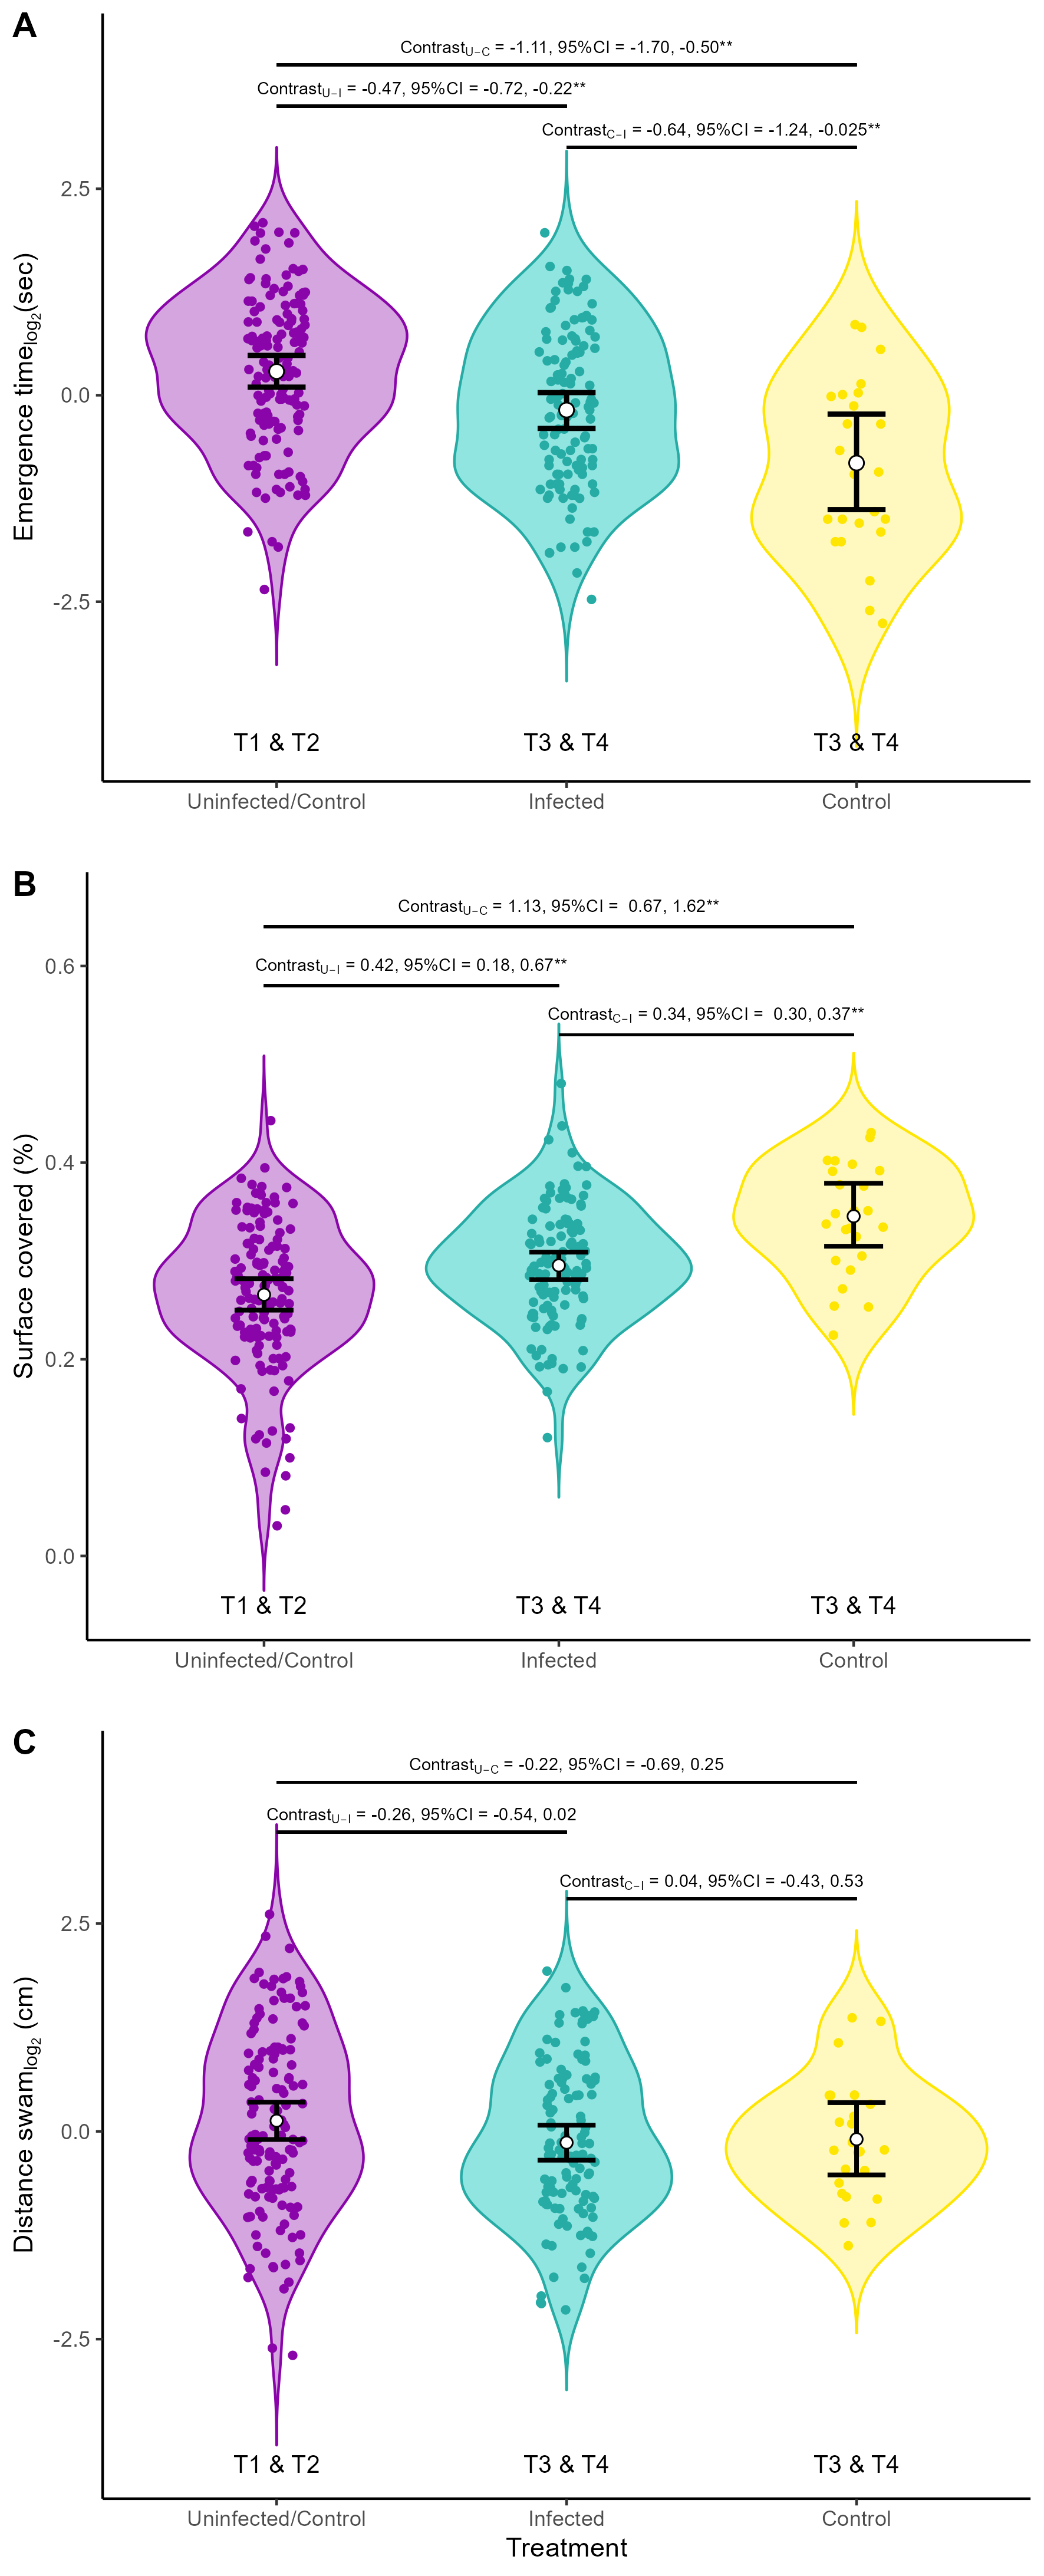 A
Contrast U−C = -1.11, 95%CI = -1.70, -0.50**
Contrast U−I = -0.47, 95%CI = -0.72, -0.22**
Contrast C−I = -0.64, 95%CI = -1.24, -0.025**
2.5
0.0
-2.5
Emergence time log2 (sec)
T1 & T2 T3 & T4 T3 & T4
Uninfected/Control Infected Control
B
Contrast U−C = 1.13, 95%CI = 0.67, 1.62**
Contrast U−I = 0.42, 95%CI = 0.18, 0.67**
Contrast C−I = 0.34, 95%CI = 0.30, 0.37**
0.6
0.4
0.2
0.0
Surface covered (%)
T1 & T2 T3 & T4 T3 & T4
Uninfected/Control Infected Control
C
Contrast U−C = -0.22, 95%CI = -0.69, 0.25
Contrast U−I = -0.26, 95%CI = -0.54, 0.02
Contrast C−I = 0.04, 95%CI = -0.43, 0.53
2.5
0.0
-2.5
Distance swam log2 (cm)
T1 & T2 T3 & T4 T3 & T4
Uninfected/Control Infected Control
Treatment